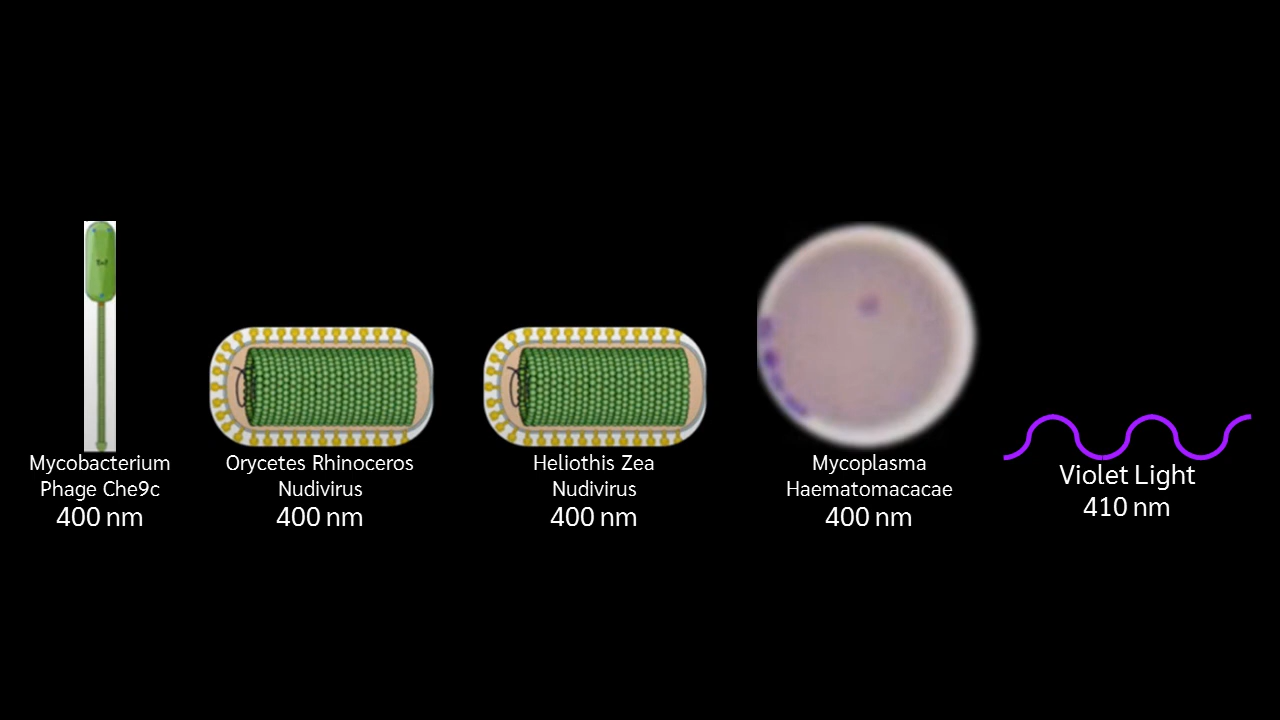 Mycobacterium
Phage Che9c
400 nm
Orycetes Rhinoceros
Nudivirus
400 nm
Heliothis Zea
Nudivirus
400 nm
Mycoplasma
Haematomacacae
400 nm
Violet Light
410 nm